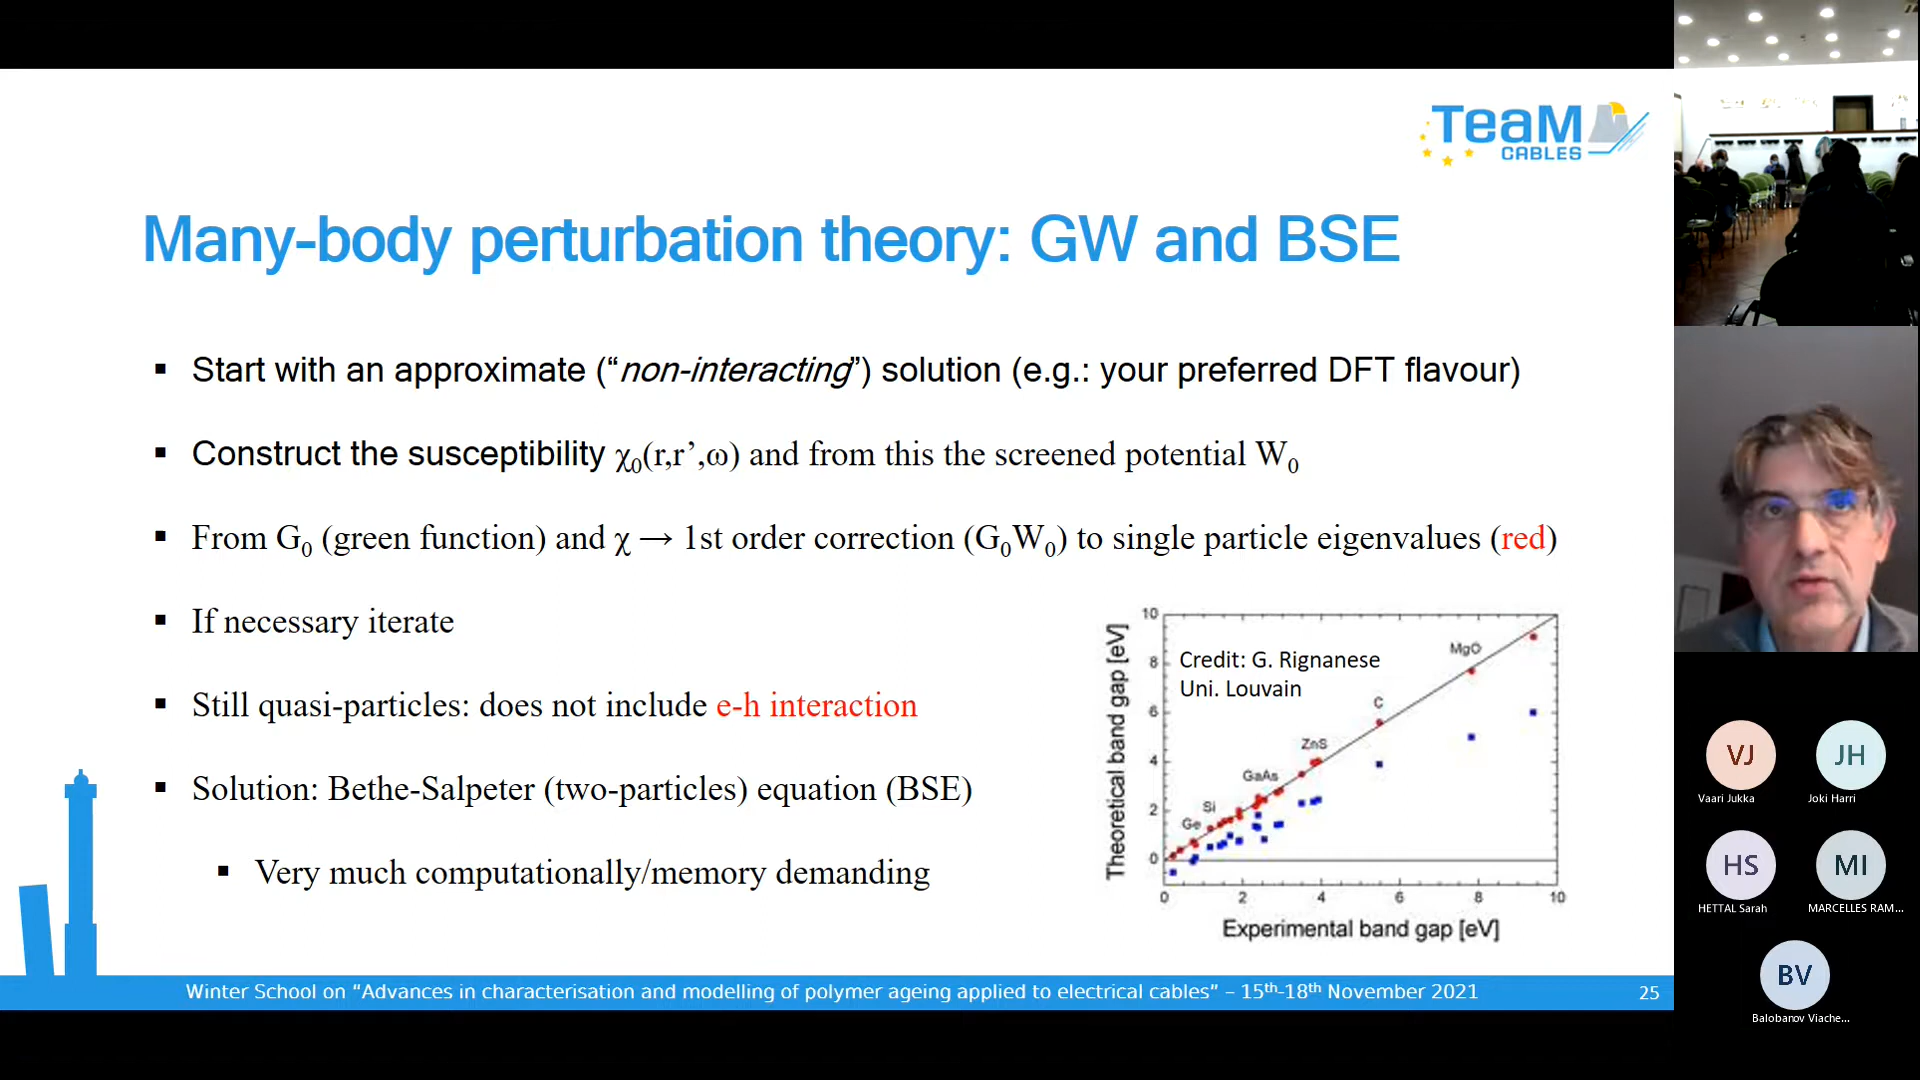 TeaM
CABLES
Many-body perturbation theory: GW and BSE
▪ Start with an approximate (“non-interacting”) solution (e.g.: your preferred DFT flavour)
▪ Construct the susceptibility χ₀(r,r’,ω) and from this the screened potential W₀
▪ From G₀ (green function) and χ → 1st order correction (G₀W₀) to single particle eigenvalues (red)
▪ If necessary iterate
▪ Still quasi-particles: does not include e-h interaction
▪ Solution: Bethe-Salpeter (two-particles) equation (BSE)
▪ Very much computationally/memory demanding
Theoretical band gap [eV]
10
8
6
4
2
0
Credit: G. Rignanese
Uni. Louvain
MgO
C
ZnS
GaAs
Si
Ge
0 2 4 6 8 10
Experimental band gap [eV]
Winter School on “Advances in characterisation and modelling of polymer ageing applied to electrical cables” – 15th-18th November 2021
25
VJ
Vaari Jukka
JH
Joki Harri
HS
HETTAL Sarah
MI
MARCELLES RAM...
BV
Balobanov Viache...